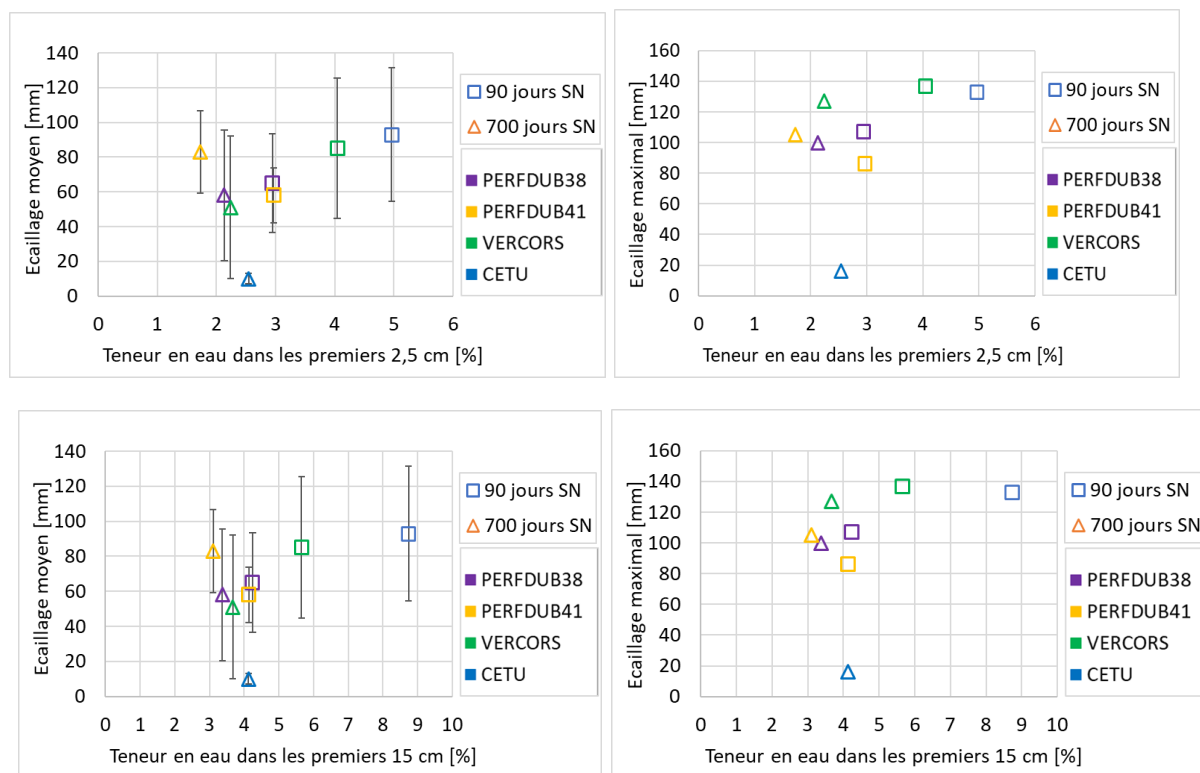 140
120
100
80
60
40
20
0
Ecaillage moyen [mm]
0 1 2 3 4 5 6
Teneur en eau dans les premiers 2,5 cm [%]
90 jours SN
700 jours SN
PERFDUB38
PERFDUB41
VERCORS
CETU
160
140
120
100
80
60
40
20
0
Ecaillage maximal [mm]
0 1 2 3 4 5 6
Teneur en eau dans les premiers 2,5 cm [%]
90 jours SN
700 jours SN
PERFDUB38
PERFDUB41
VERCORS
CETU
140
120
100
80
60
40
20
0
Ecaillage moyen [mm]
0 1 2 3 4 5 6 7 8 9 10
Teneur en eau dans les premiers 15 cm [%]
90 jours SN
700 jours SN
PERFDUB38
PERFDUB41
VERCORS
CETU
160
140
120
100
80
60
40
20
0
Ecaillage maximal [mm]
0 1 2 3 4 5 6 7 8 9 10
Teneur en eau dans les premiers 15 cm [%]
90 jours SN
700 jours SN
PERFDUB38
PERFDUB41
VERCORS
CETU